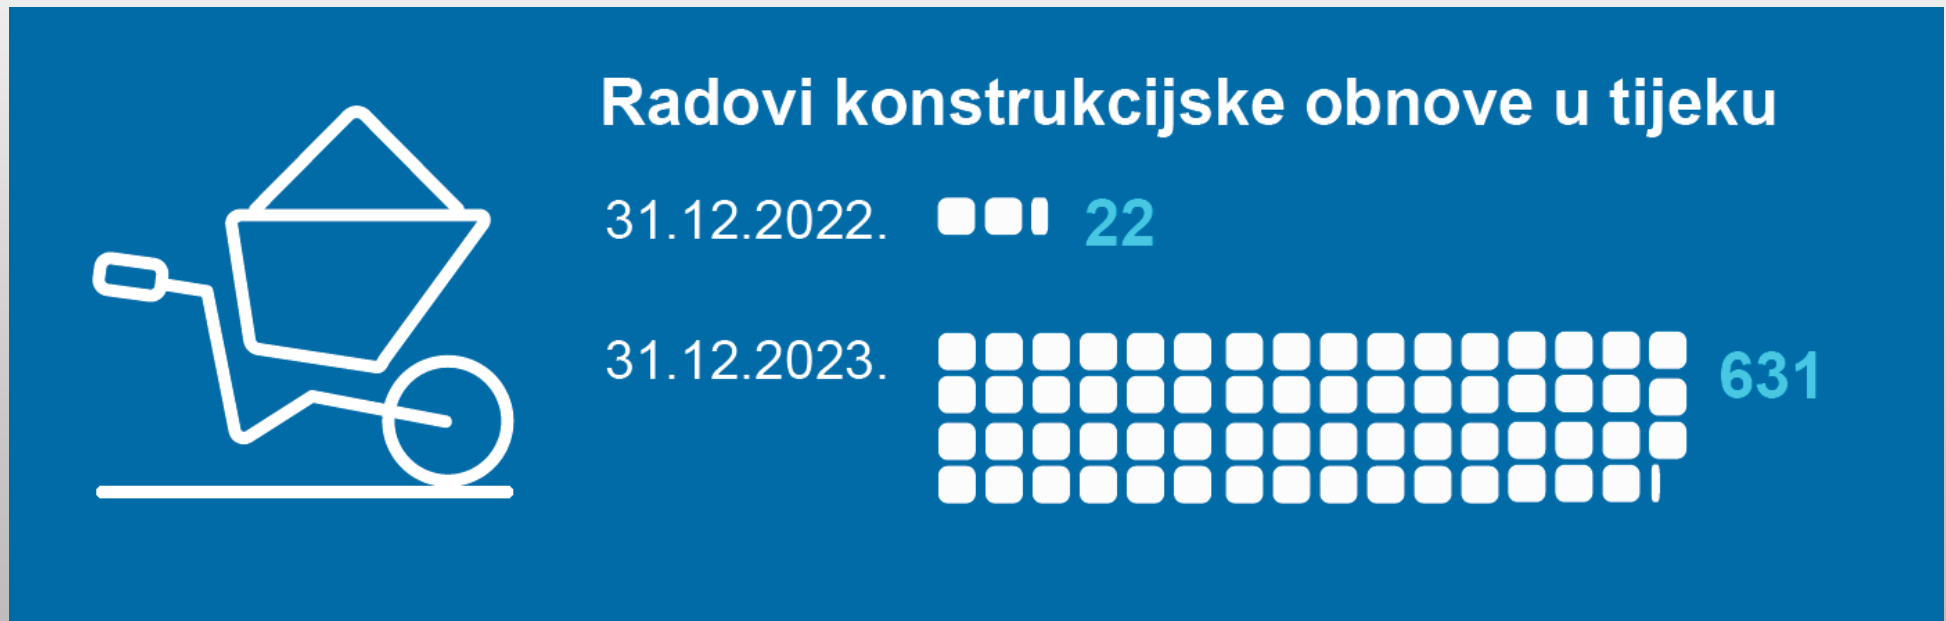 Radovi konstrukcijske obnove u tijeku
31.12.2022. 22
31.12.2023. 631